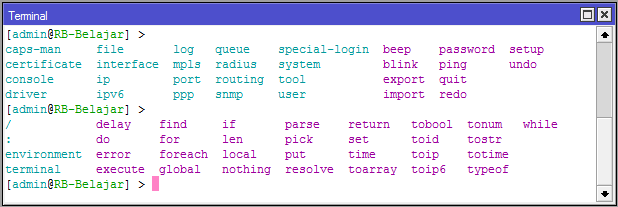 Terminal
[admin@RB-Belajar] >
caps-man file log queue special-login beep password setup
certificate interface mpls radius system blink ping undo
console ip port routing tool export quit
driver ipv6 ppp snmp user import redo
[admin@RB-Belajar] >
/ delay find if parse return tobool tonum while
: do for len pick set toid tostr
environment error foreach local put time toip totime
terminal execute global nothing resolve toarray toip6 typeof
[admin@RB-Belajar] >